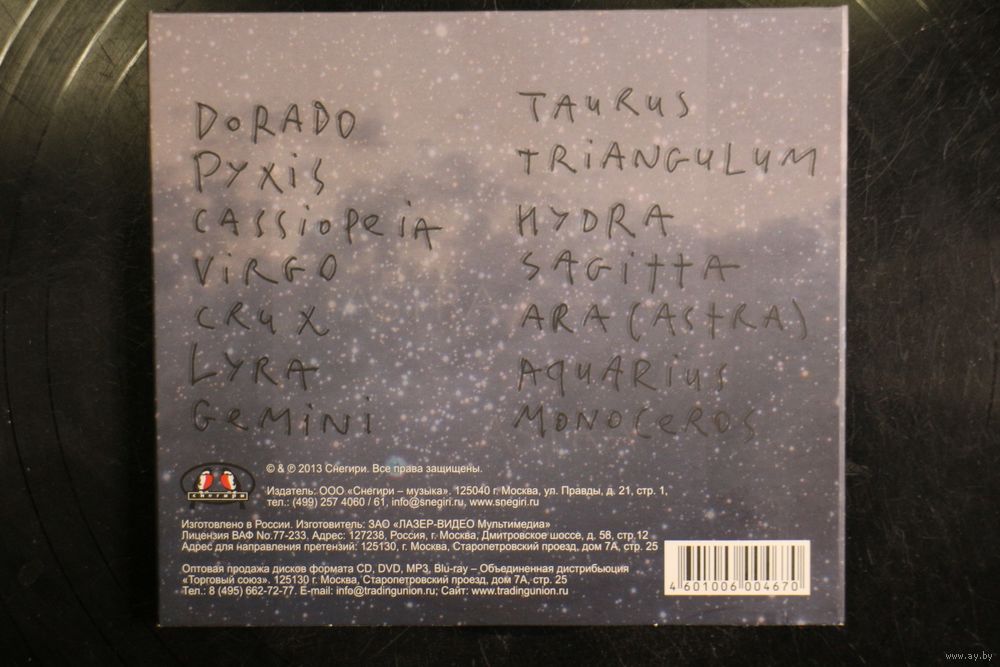 DORADO
PYXIS
CASSIOPEIA
VIRGO
CRUX
LYRA
GEMINI
TAURUS
TRIANGULUM
HYDRA
SAGITTA
ARA (ASTRA)
AQUARIUS
MONOCEROS
снегири
© & ℗ 2013 Снегири. Все права защищены.
Издатель: ООО «Снегири – музыка». 125040 г. Москва, ул. Правды, д. 21, стр. 1,
тел.: (499) 257 4060 / 61, info@snegiri.ru, www.snegiri.ru
Изготовлено в России. Изготовитель: ЗАО «ЛАЗЕР-ВИДЕО Мультимедиа»
Лицензия ВАФ No.77-233. Адрес: 127238, Россия, г. Москва, Дмитровское шоссе, д. 58, стр.12
Адрес для направления претензий: 125130, г. Москва, Старопетровский проезд, дом 7А, стр. 25
Оптовая продажа дисков формата CD, DVD, MP3, Blu-ray – Объединенная дистрибьюция
«Торговый союз». 125130 г. Москва, Старопетровский проезд, дом 7А, стр. 25
Тел.: 8 (495) 662-72-77. E-mail: info@tradingunion.ru; Сайт: www.tradingunion.ru
4 601006 004670
www.ay.by